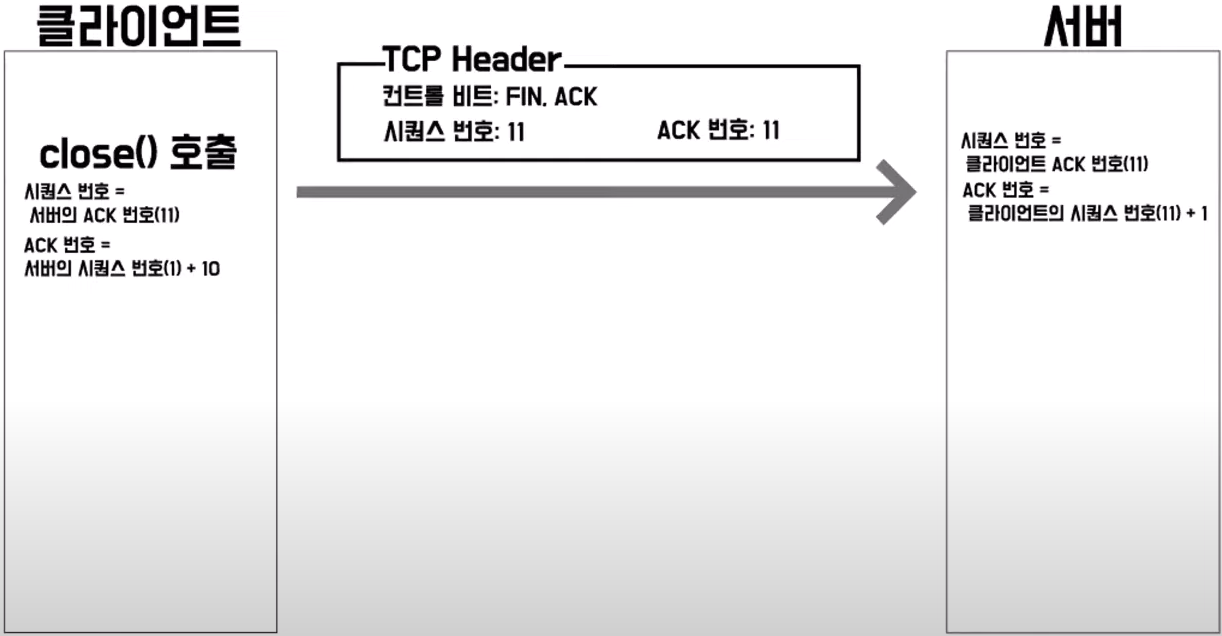 클라이언트
서버
TCP Header
컨트롤 비트: FIN, ACK
시퀀스 번호: 11 ACK 번호: 11
close() 호출
시퀀스 번호 =
서버의 ACK 번호(11)
ACK 번호 =
서버의 시퀀스 번호(1) + 10
시퀀스 번호 =
클라이언트 ACK 번호(11)
ACK 번호 =
클라이언트의 시퀀스 번호(11) + 1